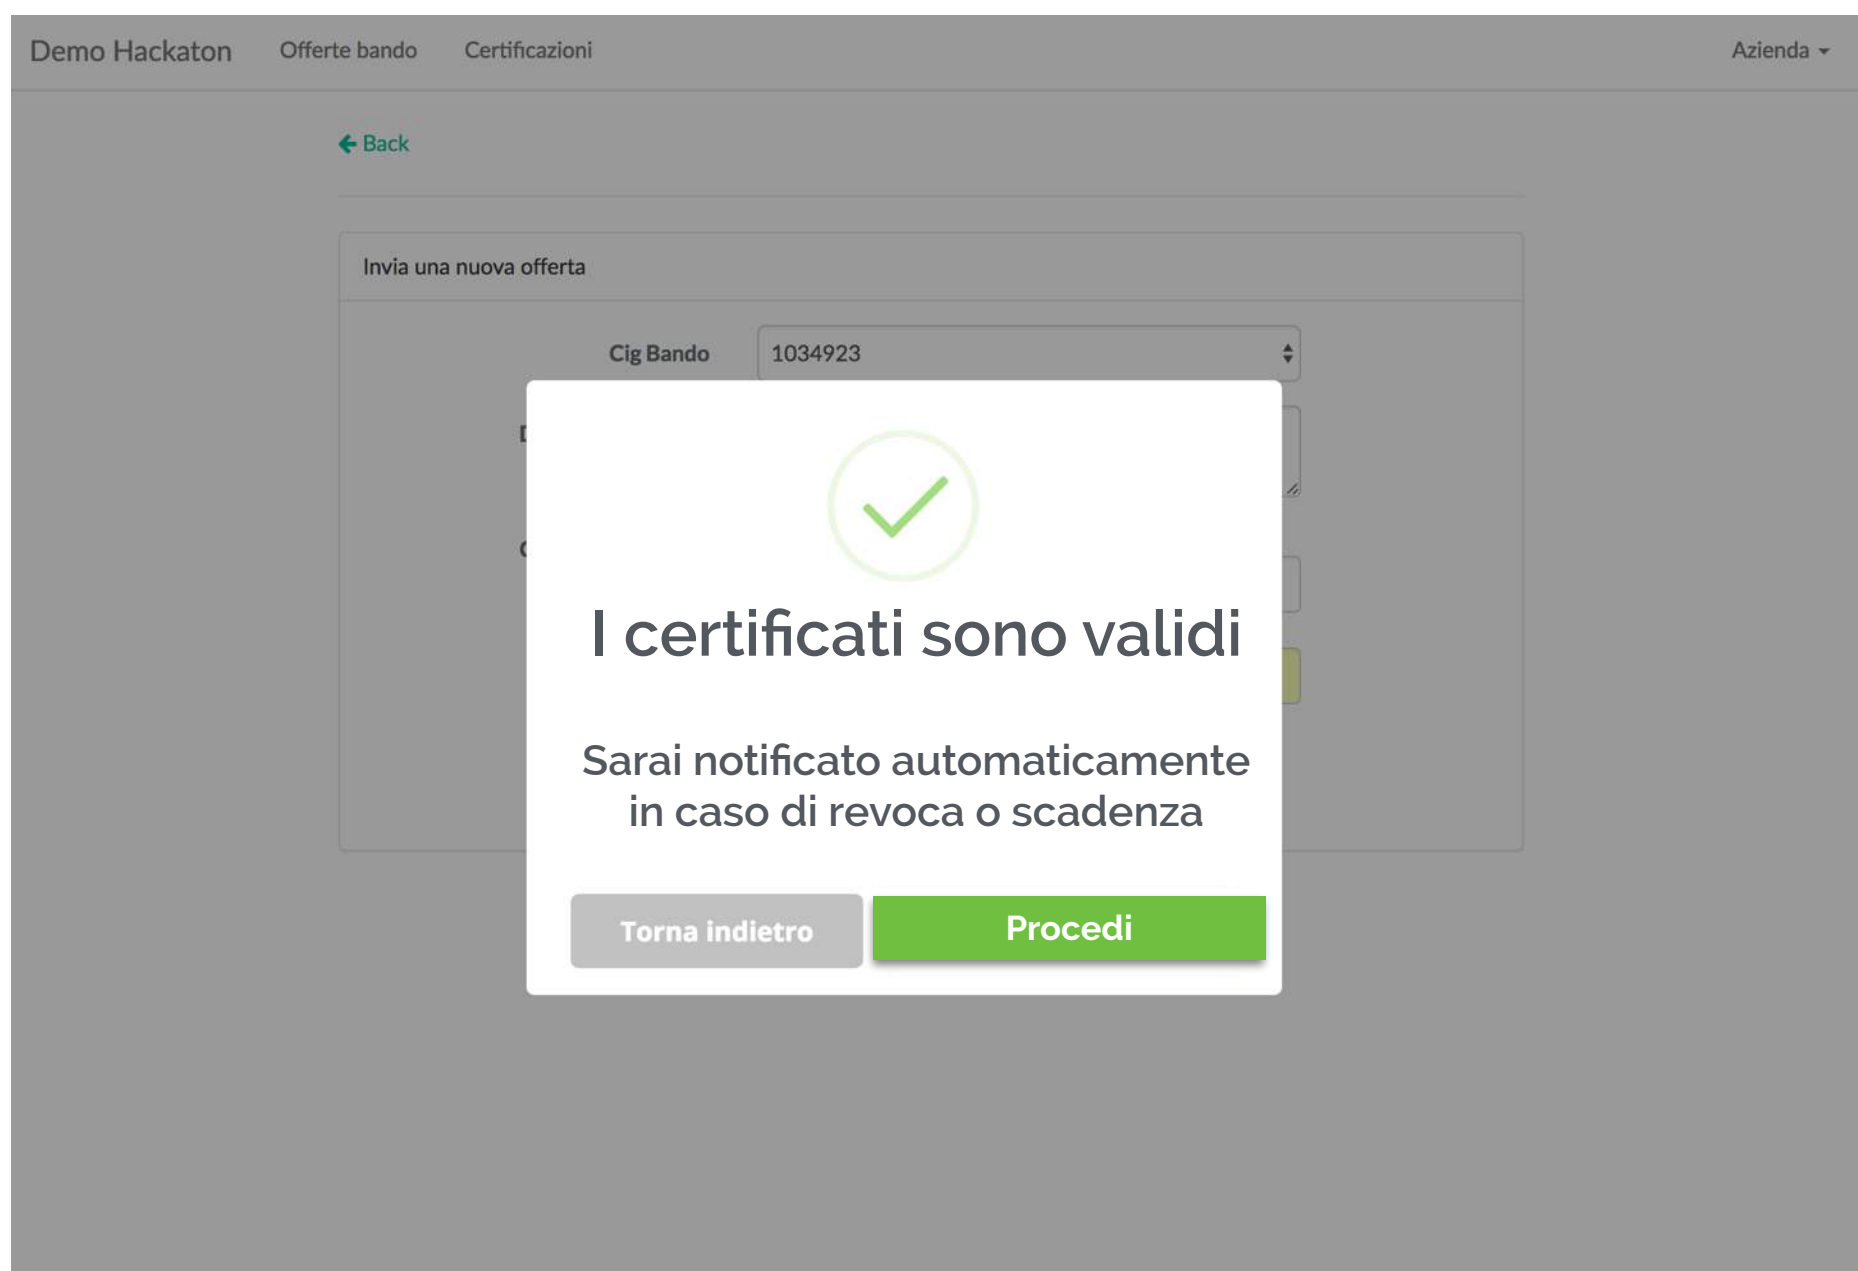 Demo Hackaton Offerte bando Certificazioni Azienda
Back
Invia una nuova offerta
Cig Bando 1034923
I certificati sono validi
Sarai notificato automaticamente
in caso di revoca o scadenza
Torna indietro Procedi